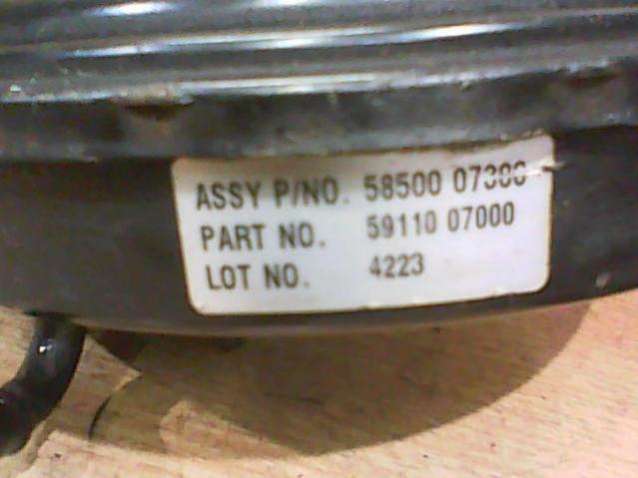 ASSY P/NO. 58500 07300
PART NO. 59110 07000
LOT NO. 4223